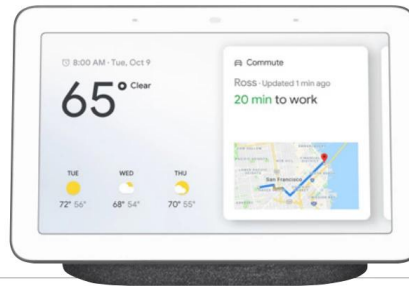 8:00 AM · Tue, Oct 9
65° Clear
TUE WED THU
72° 56° 68° 54° 70° 55°
Commute
Ross · Updated 1 min ago
20 min to work
San Francisco